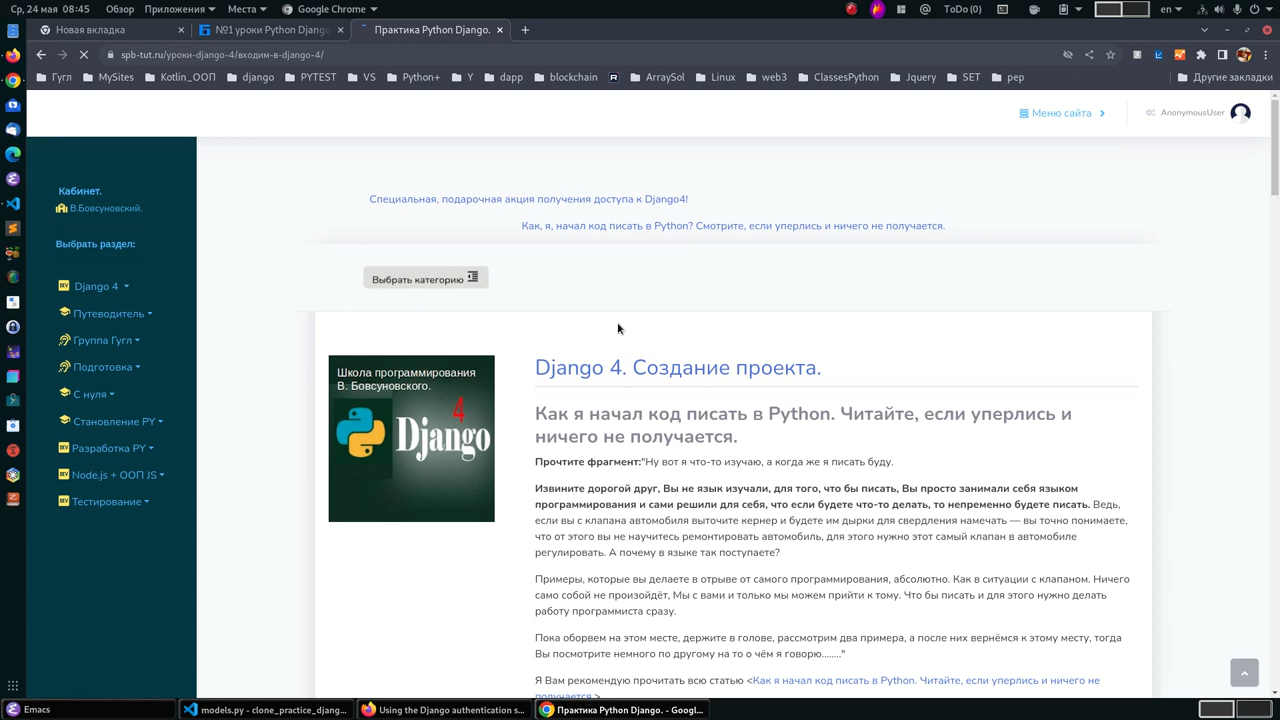 Ср, 24 мая 08:45 Обзор Приложения Места Google Chrome ToDo(0) en
Новая вкладка
№1 уроки Python Django
Практика Python Django.
spb-tut.ru/уроки-django-4/входим-в-django-4/
Гугл MySites Kotlin_ООП django PYTEST VS Python+ Y dapp blockchain R ArraySol Linux web3 ClassesPython Jquery SET pep Другие закладки
Меню сайта
AnonymousUser
Кабинет.
В.Бовсуновский.
Выбрать раздел:
Django 4
Путеводитель
Группа Гугл
Подготовка
С нуля
Становление PY
Разработка PY
Node.js + ООП JS
Тестирование
Специальная, подарочная акция получения доступа к Django4!
Как, я, начал код писать в Python? Смотрите, если уперлись и ничего не получается.
Выбрать категорию
Школа программирования
В. Бовсуновского.
4
Django
Django 4. Создание проекта.
Как я начал код писать в Python. Читайте, если уперлись и
ничего не получается.
Прочтите фрагмент:"Ну вот я что-то изучаю, а когда же я писать буду.
Извините дорогой друг, Вы не язык изучали, для того, что бы писать, Вы просто занимали себя языком
программирования и сами решили для себя, что если будете что-то делать, то непременно будете писать. Ведь,
если вы с клапана автомобиля выточите кернер и будете им дырки для свердления намечать — вы точно понимаете,
что от этого вы не научитесь ремонтировать автомобиль, для этого нужно этот самый клапан в автомобиле
регулировать. А почему в языке так поступаете?
Примеры, которые вы делаете в отрыве от самого программирования, абсолютно. Как в ситуации с клапаном. Ничего
само собой не произойдёт, Мы с вами и только мы можем прийти к тому. Что бы писать и для этого нужно делать
работу программиста сразу.
Пока оборвем на этом месте, держите в голове, рассмотрим два примера, а после них вернёмся к этому месту, тогда
Вы посмотрите немного по другому на то о чём я говорю........"
Я Вам рекомендую прочитать всю статью <Как я начал код писать в Python. Читайте, если уперлись и ничего не
получается.>
Emacs
models.py - clone_practice_djang...
Using the Django authentication s...
Практика Python Django. - Googl...